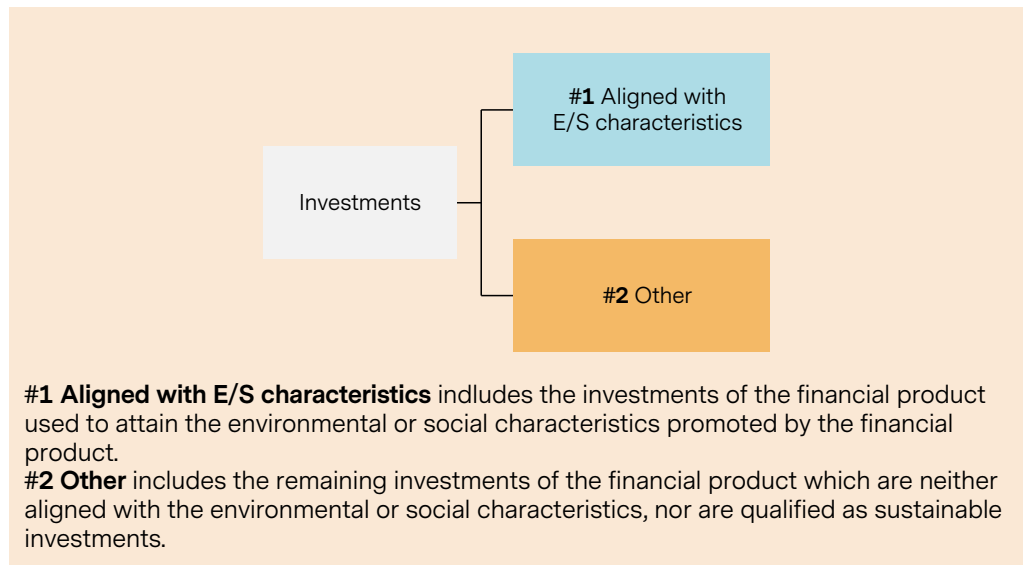 #1 Aligned with
E/S characteristics
Investments
#2 Other
#1 Aligned with E/S characteristics indludes the investments of the financial product
used to attain the environmental or social characteristics promoted by the financial
product.
#2 Other includes the remaining investments of the financial product which are neither
aligned with the environmental or social characteristics, nor are qualified as sustainable
investments.